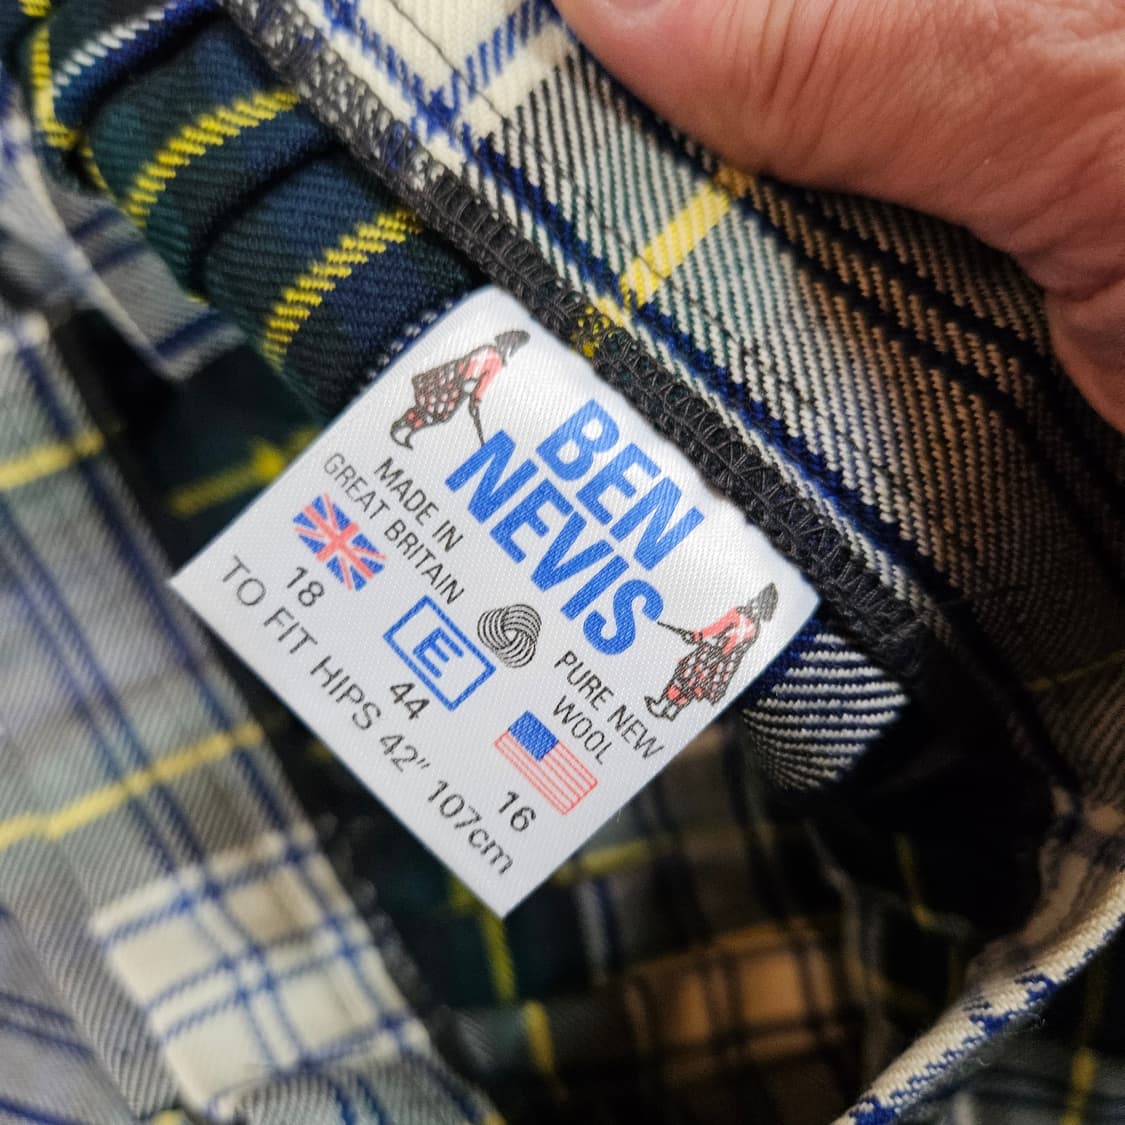 BEN
NEVIS
MADE IN
GREAT BRITAIN
PURE NEW
WOOL
E
18
44
16
TO FIT HIPS 42" 107cm